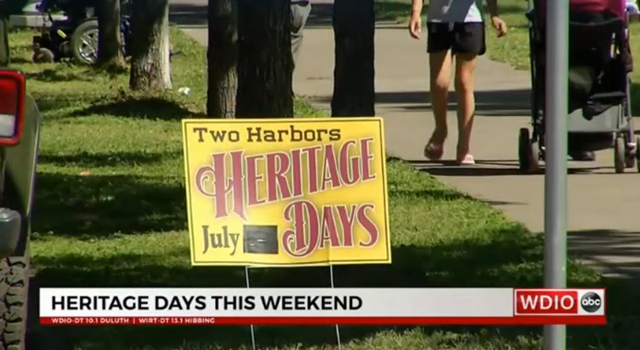 Two Harbors
HERITAGE
July DAYS
HERITAGE DAYS THIS WEEKEND
WDIO abc
WDIO-DT 10.1 DULUTH | WIRT-DT 13.1 HIBBING